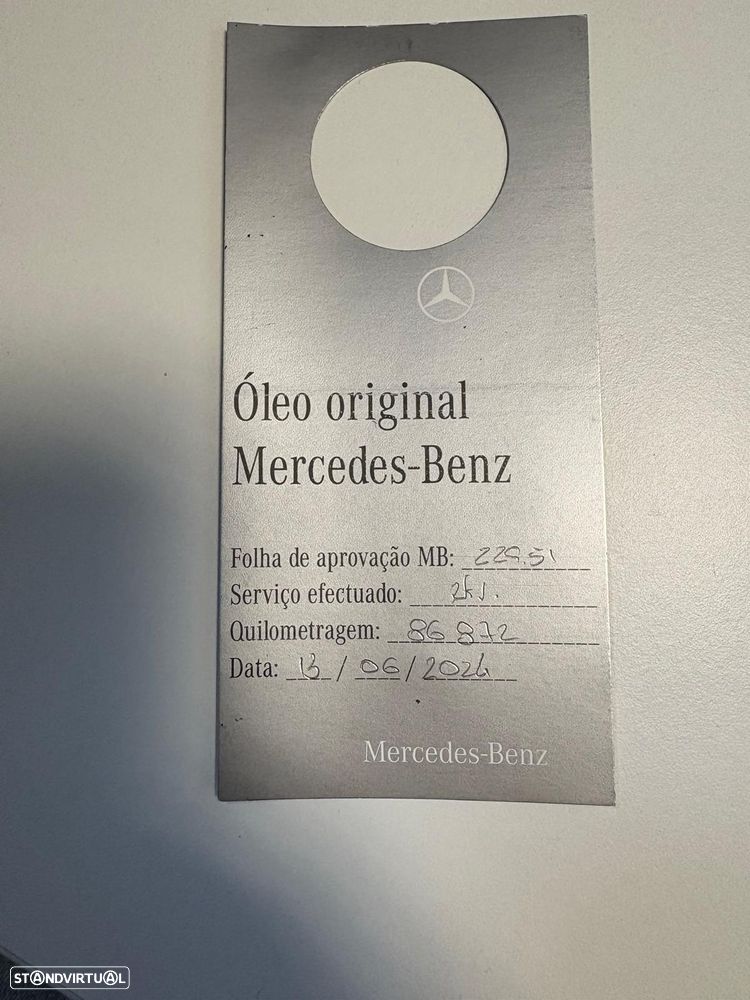 Óleo original
Mercedes-Benz
Folha de aprovação MB: 229.51
Serviço efectuado:
Quilometragem: 86 872
Data: 13/06/2024
Mercedes-Benz
STANDVIRTUAL